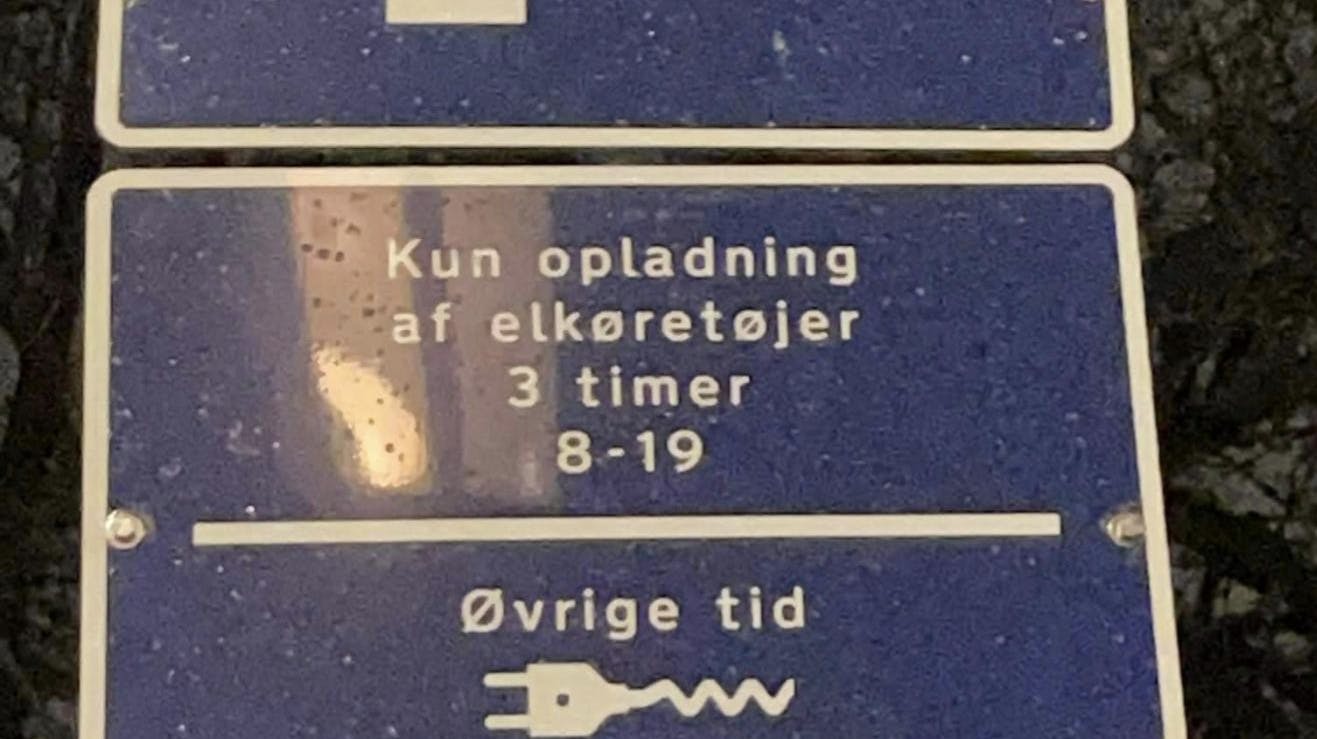 Kun opladning
af elkøretøjer
3 timer
8-19
Øvrige tid